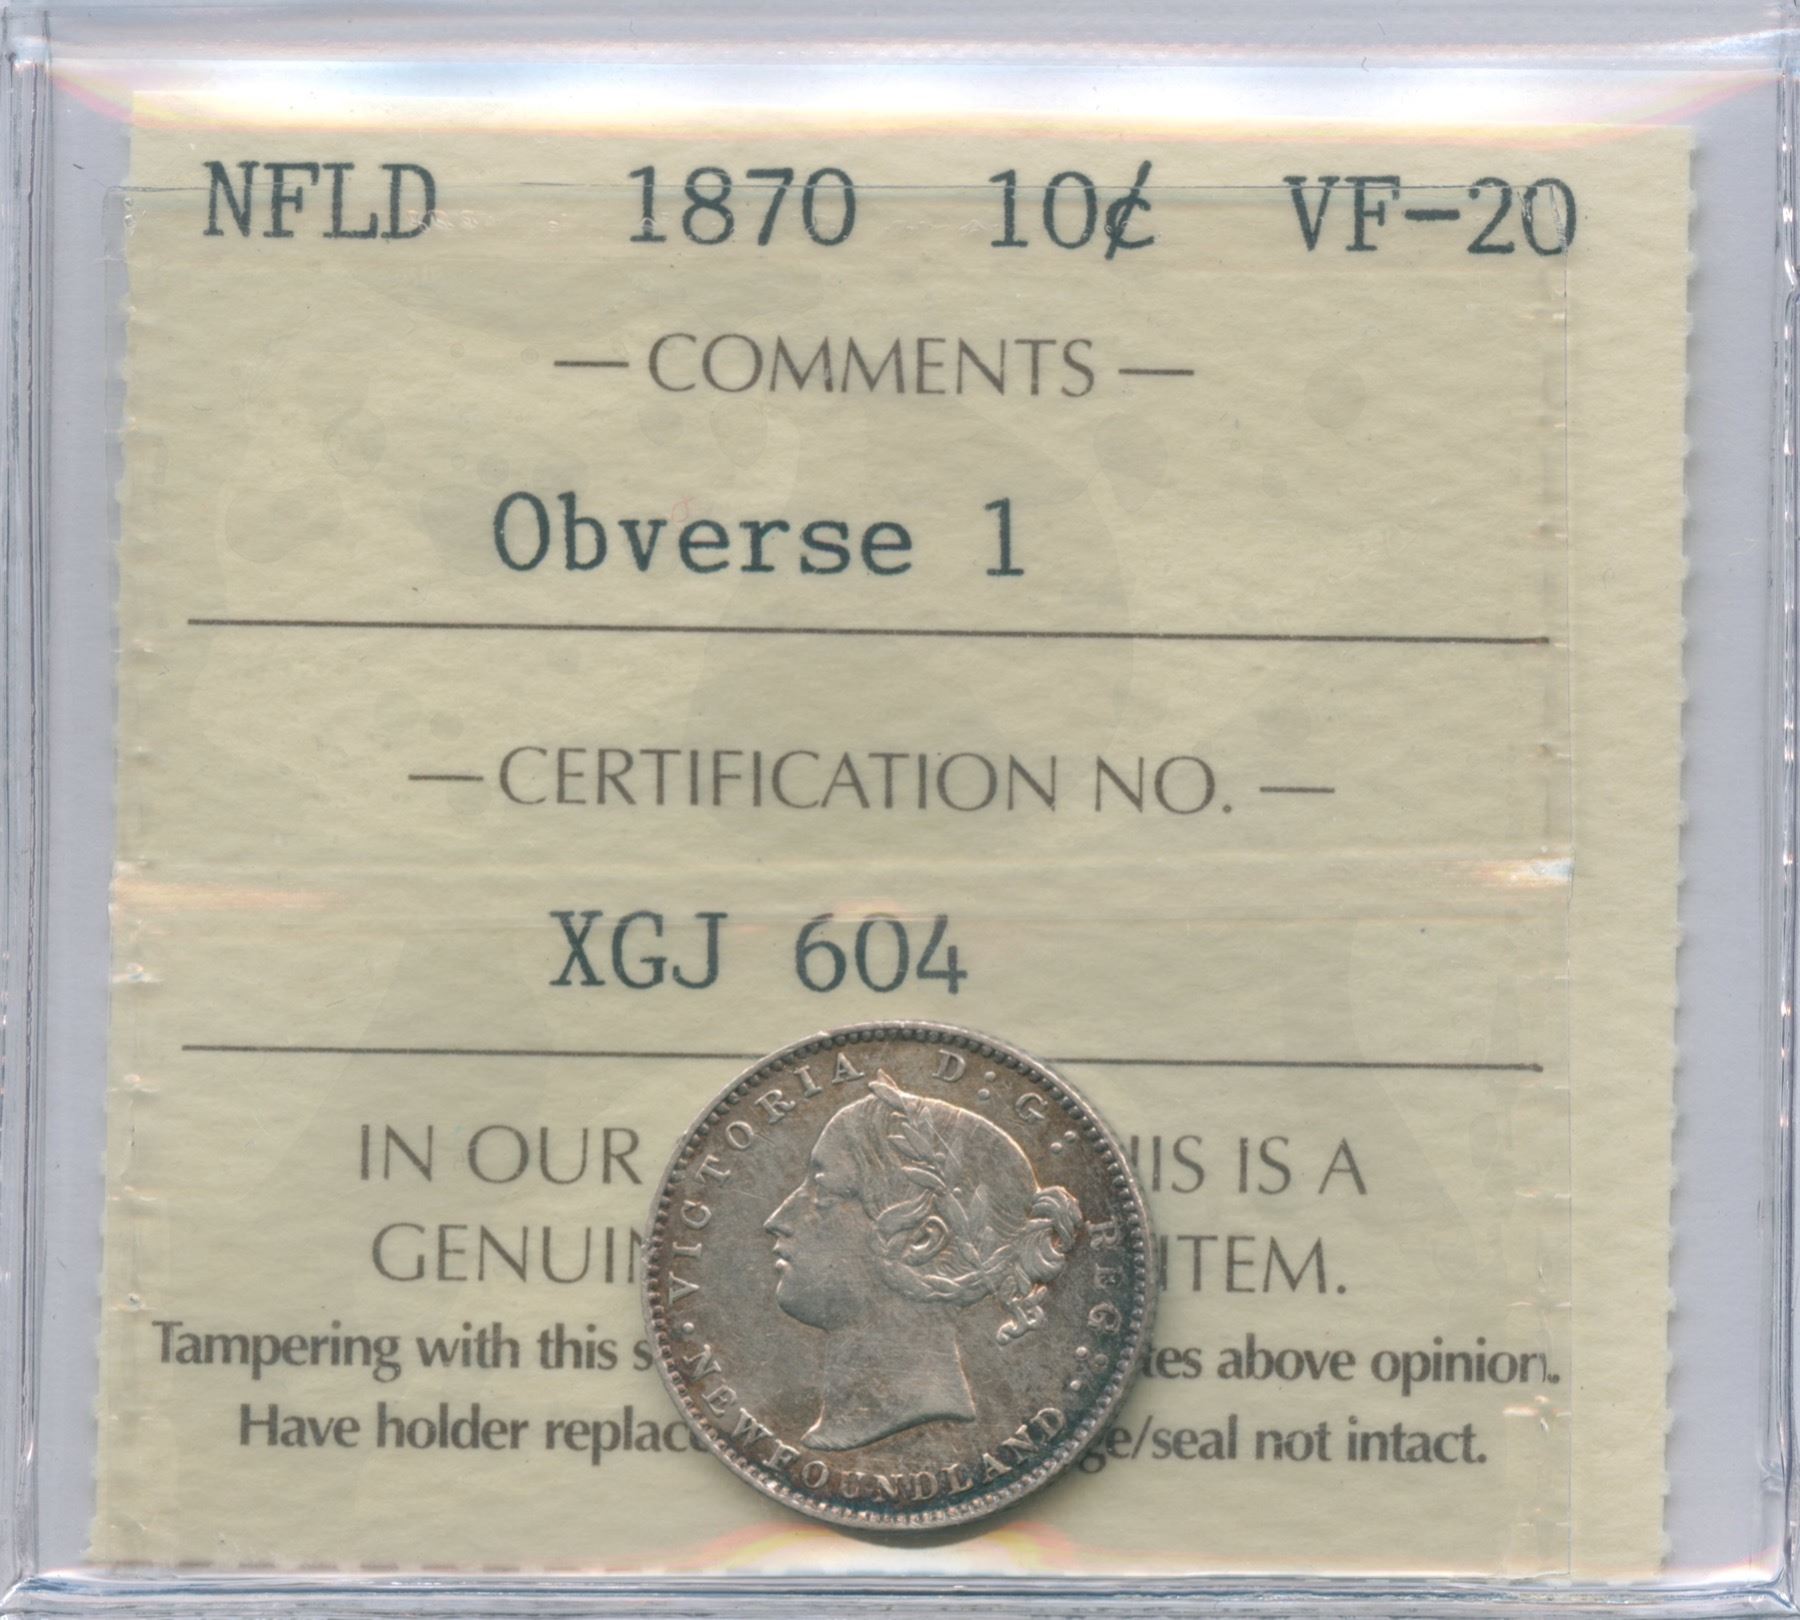 NFLD 1870 10¢ VF-20
— COMMENTS —
Obverse 1
— CERTIFICATION NO. —
XGJ 604
IN OUR IS IS A
GENUIN ITEM.
Tampering with this s tes above opinion.
Have holder replac ge/seal not intact.
VICTORIA D:G: REG:
NEWFOUNDLAND